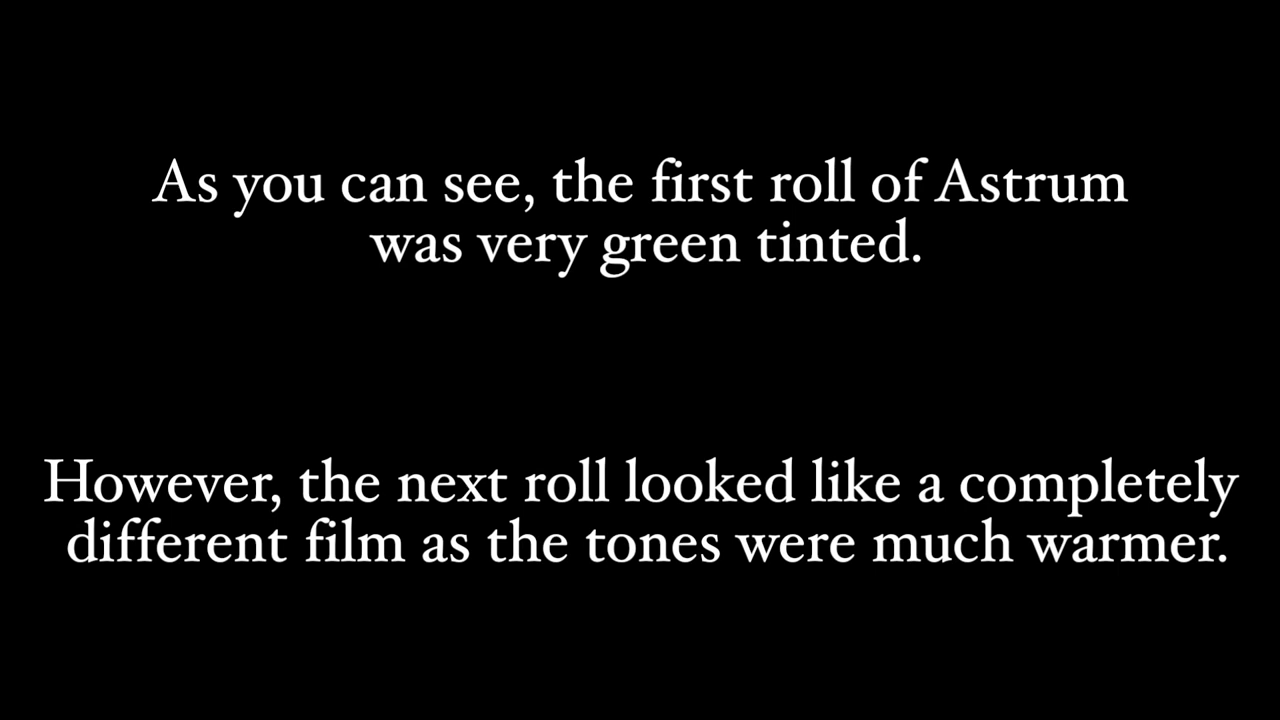 As you can see, the first roll of Astrum
was very green tinted.
However, the next roll looked like a completely
different film as the tones were much warmer.